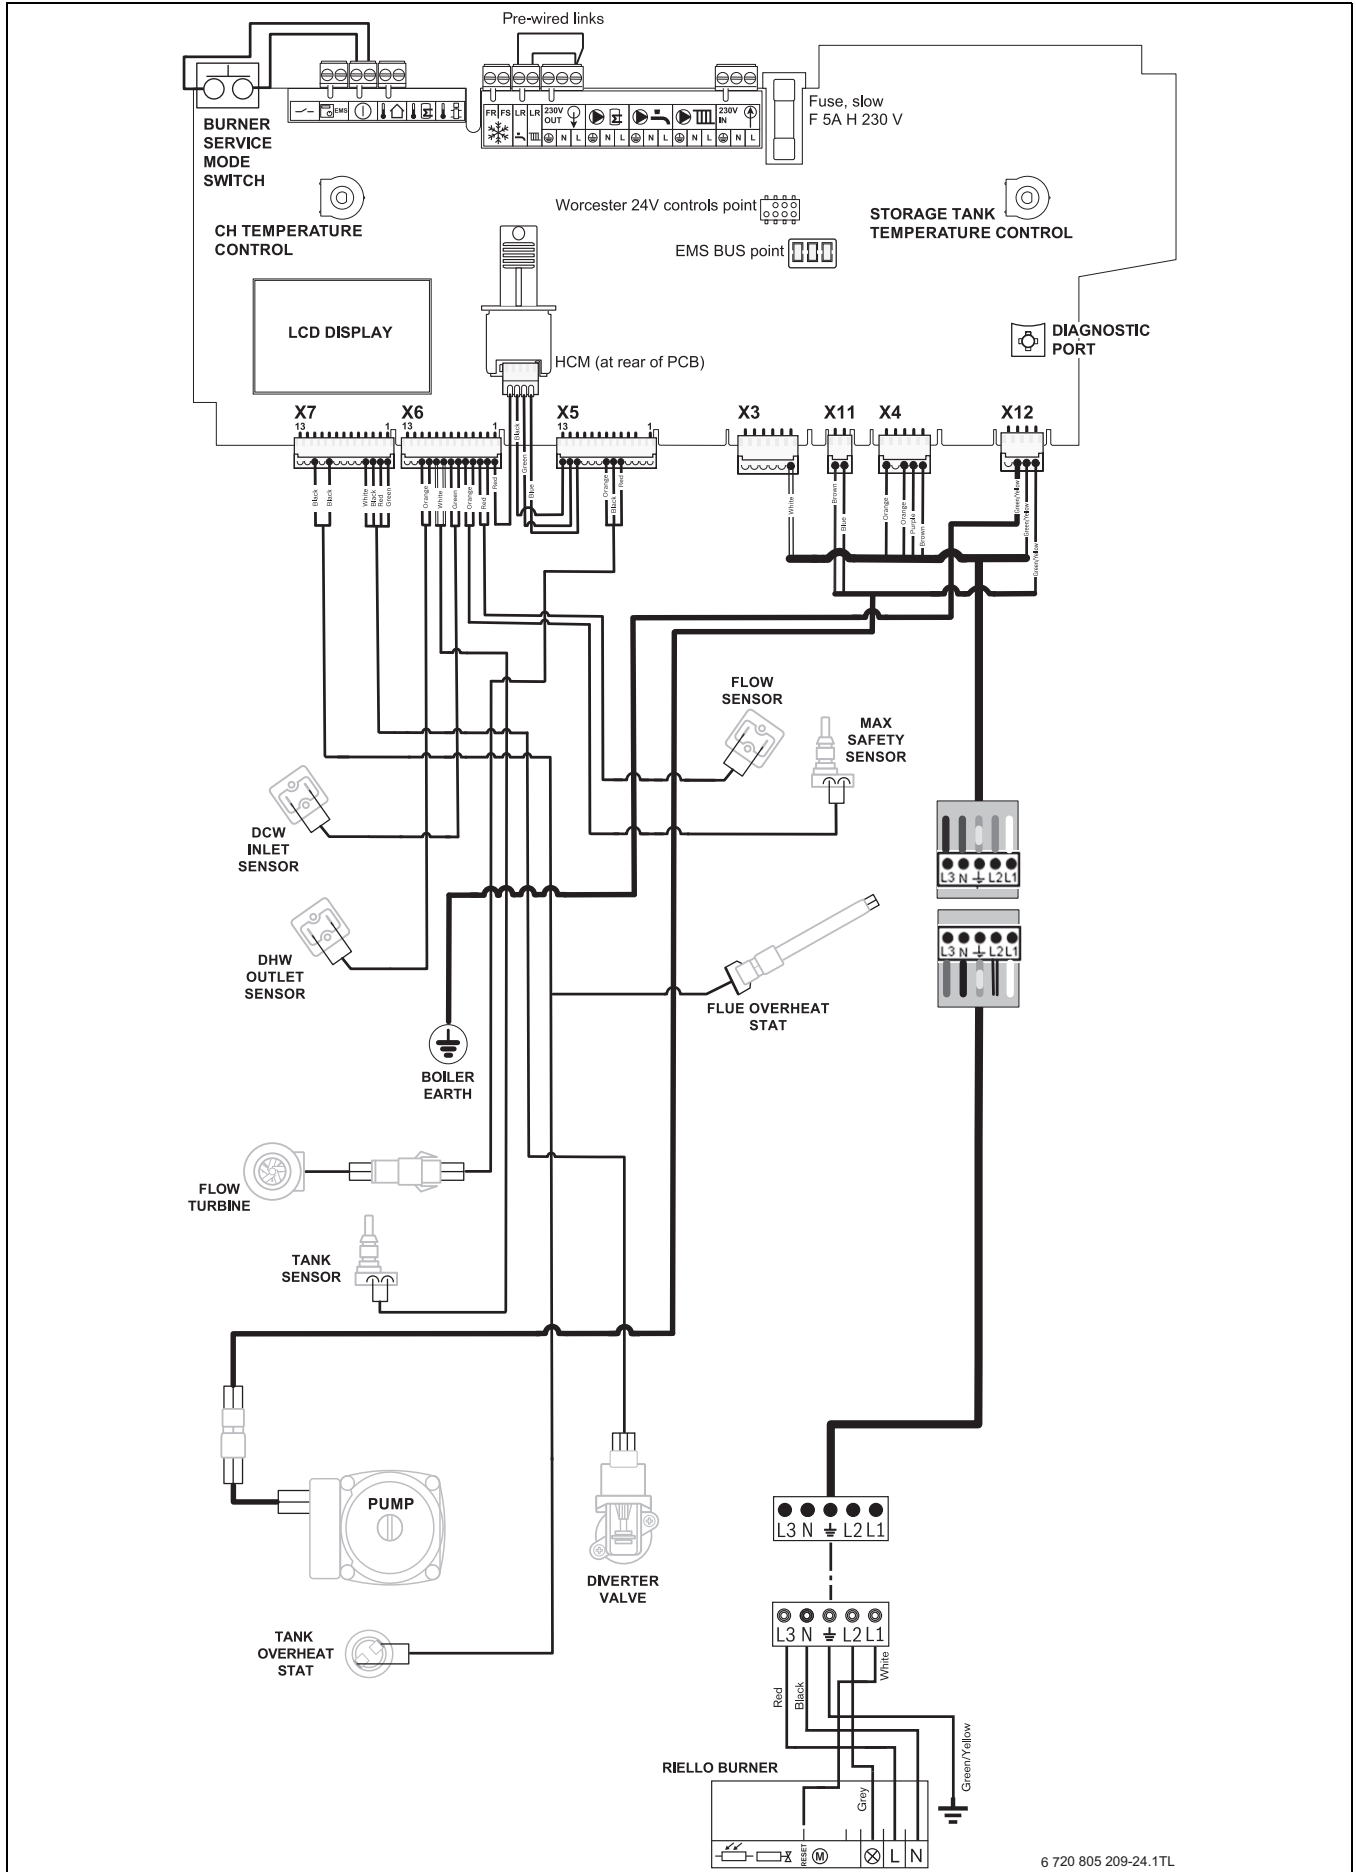 Pre-wired links
BURNER
SERVICE
MODE
SWITCH
EMS
FR FS LR LR 230V OUT 230V IN
N L N L N L N L N L
Fuse, slow
F 5A H 230 V
CH TEMPERATURE
CONTROL
Worcester 24V controls point
EMS BUS point
STORAGE TANK
TEMPERATURE CONTROL
LCD DISPLAY
HCM (at rear of PCB)
DIAGNOSTIC
PORT
X7 X6 X5 X3 X11 X4 X12
13 1 13 1 13 1
Black
Black
White
Black
Red
Green
Orange
White
Green
Orange
Red
Red
Black
Green
Blue
Orange
Black
Red
White
Brown
Blue
Orange
Orange
Purple
Brown
Green/Yellow
Green/Yellow
Green/Yellow
FLOW
SENSOR
MAX
SAFETY
SENSOR
DCW
INLET
SENSOR
L3 N L2 L1
L3 N L2 L1
DHW
OUTLET
SENSOR
FLUE OVERHEAT
STAT
BOILER
EARTH
FLOW
TURBINE
TANK
SENSOR
PUMP
DIVERTER
VALVE
L3 N L2 L1
L3 N L2 L1
TANK
OVERHEAT
STAT
Red
Black
White
Green/Yellow
RIELLO BURNER
Grey
RESET
M
L N
6 720 805 209-24.1TL